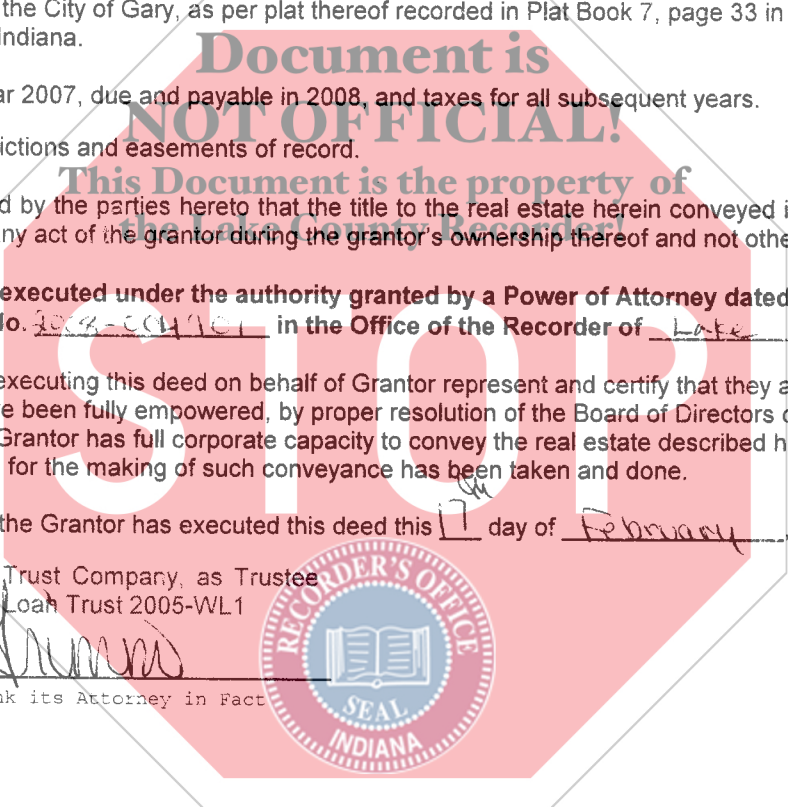 the City of Gary, as per plat thereof recorded in Plat Book 7, page 33 in
Indiana.
Document is
ar 2007, due and payable in 2008, and taxes for all subsequent years.
NOT OFFICIAL!
ictions and easements of record.
This Document is the property of
d by the parties hereto that the title to the real estate herein conveyed
the Lake County Recorder!
ny act of the grantor during the grantor's ownership thereof and not othe
executed under the authority granted by a Power of Attorney dated
No. in the Office of the Recorder of Lake
STOP
executing this deed on behalf of Grantor represent and certify that they a
e been fully empowered, by proper resolution of the Board of Directors
Grantor has full corporate capacity to convey the real estate described h
for the making of such conveyance has been taken and done.
the Grantor has executed this deed this 17th day of February
Trust Company, as Trustee
Loan Trust 2005-WL1
nk its Attorney in Fact
RECORDER'S OFFICE
SEAL
INDIANA